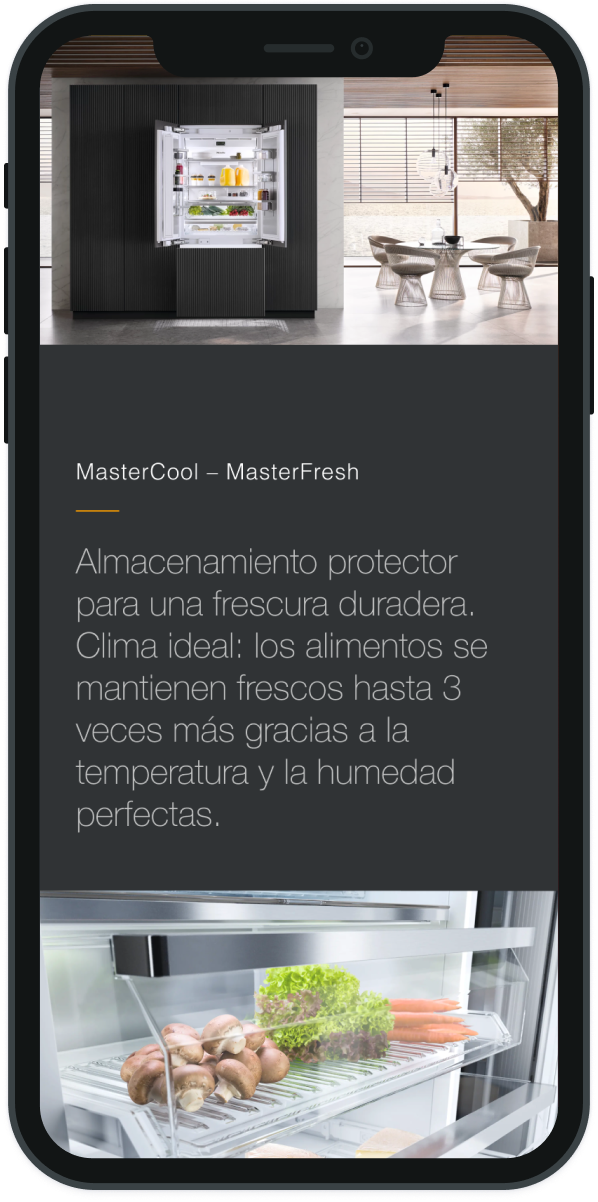 MasterCool – MasterFresh
Almacenamiento protector
para una frescura duradera.
Clima ideal: los alimentos se
mantienen frescos hasta 3
veces más gracias a la
temperatura y la humedad
perfectas.